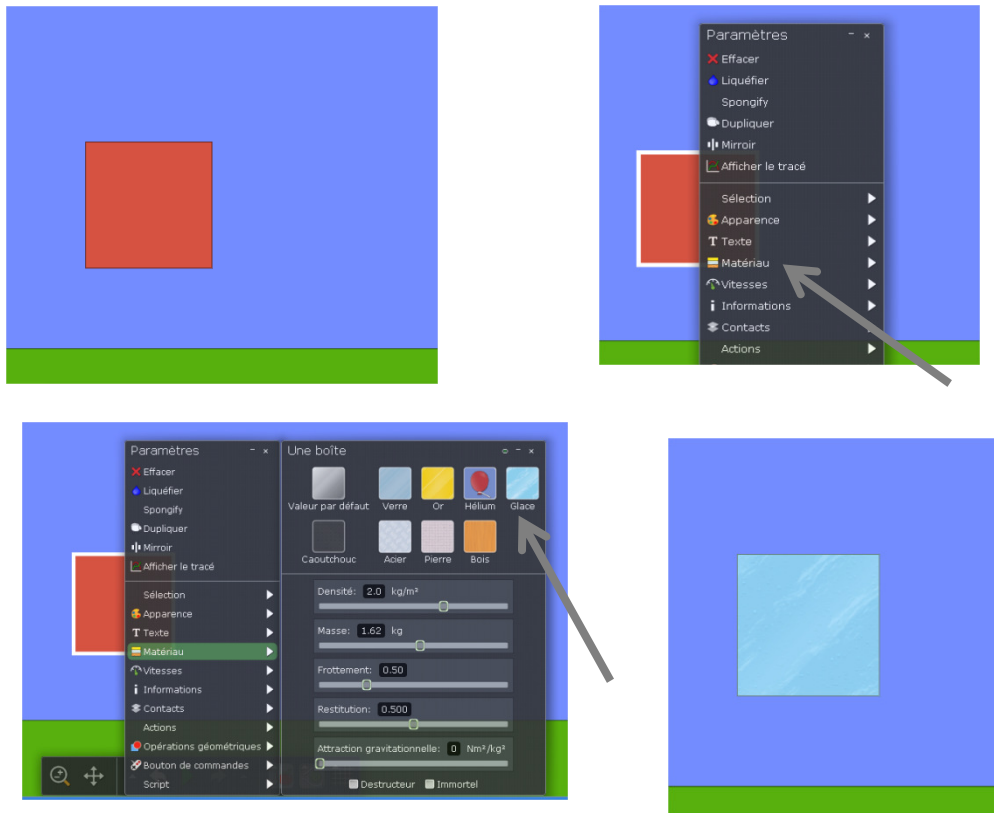 Paramètres
Effacer
Liquéfier
Spongify
Dupliquer
Mirroir
Afficher le tracé
Sélection
Apparence
Texte
Matériau
Vitesses
Informations
Contacts
Actions
Paramètres
Effacer
Liquéfier
Spongify
Dupliquer
Mirroir
Afficher le tracé
Sélection
Apparence
Texte
Matériau
Vitesses
Informations
Contacts
Actions
Opérations géométriques
Bouton de commandes
Script
Une boîte
Valeur par défaut Verre Or Hélium Glace
Caoutchouc Acier Pierre Bois
Densité: 2.0 kg/m²
Masse: 1.62 kg
Frottement: 0.50
Restitution: 0.500
Attraction gravitationnelle: 0 Nm²/kg²
Destructeur Immortel